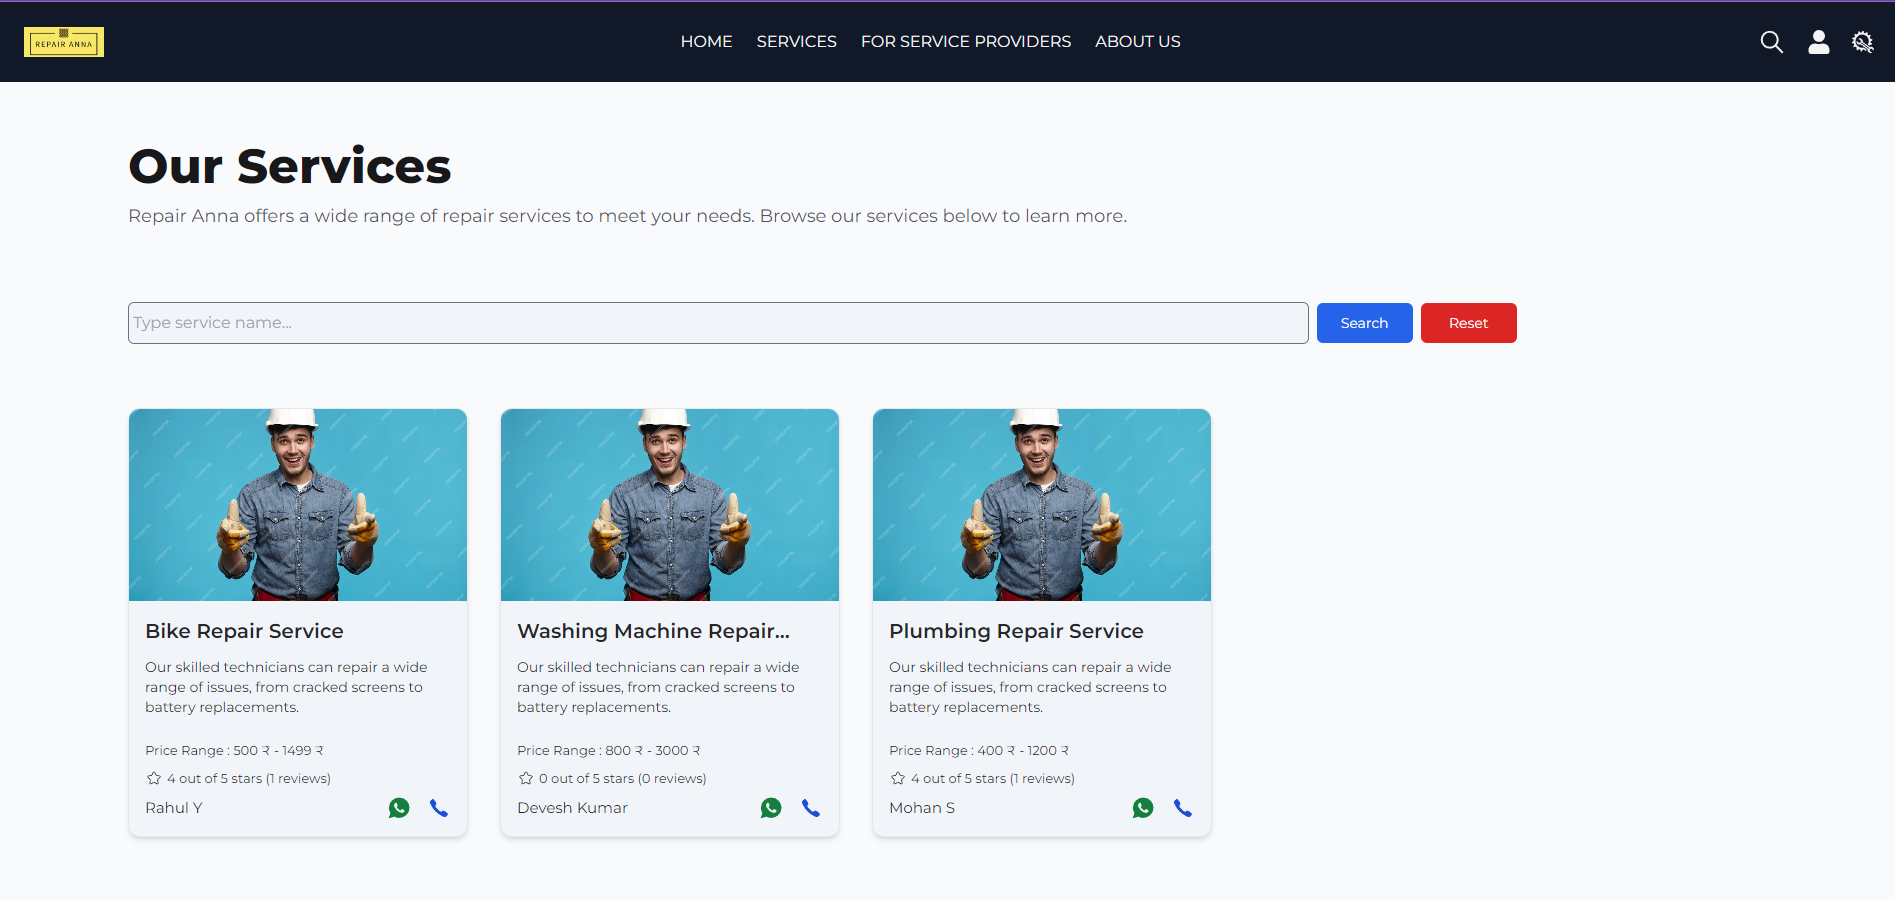 REPAIR ANNA
HOME SERVICES FOR SERVICE PROVIDERS ABOUT US
Our Services
Repair Anna offers a wide range of repair services to meet your needs. Browse our services below to learn more.
Type service name...
Search
Reset
Bike Repair Service
Our skilled technicians can repair a wide
range of issues, from cracked screens to
battery replacements.
Price Range : 500 ₹ - 1499 ₹
4 out of 5 stars (1 reviews)
Rahul Y
Washing Machine Repair...
Our skilled technicians can repair a wide
range of issues, from cracked screens to
battery replacements.
Price Range : 800 ₹ - 3000 ₹
0 out of 5 stars (0 reviews)
Devesh Kumar
Plumbing Repair Service
Our skilled technicians can repair a wide
range of issues, from cracked screens to
battery replacements.
Price Range : 400 ₹ - 1200 ₹
4 out of 5 stars (1 reviews)
Mohan S